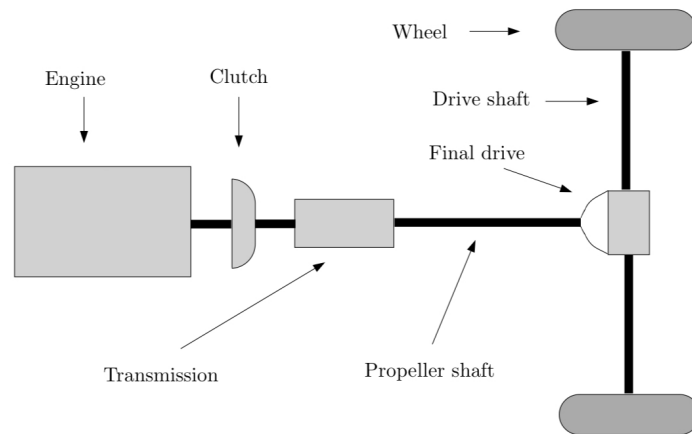 Wheel
Engine
Clutch
Drive shaft
Final drive
Transmission
Propeller shaft